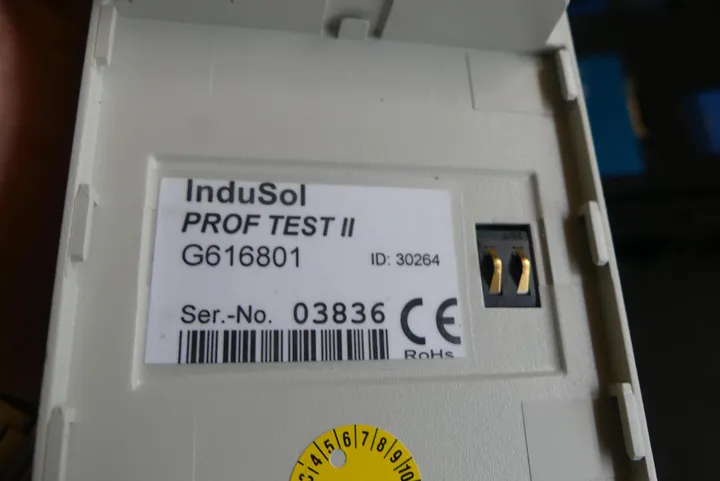 InduSol
PROF TEST II
G616801 ID: 30264
Ser.-No. 03836 CE
RoHs
4 5 6 7 8 9 10